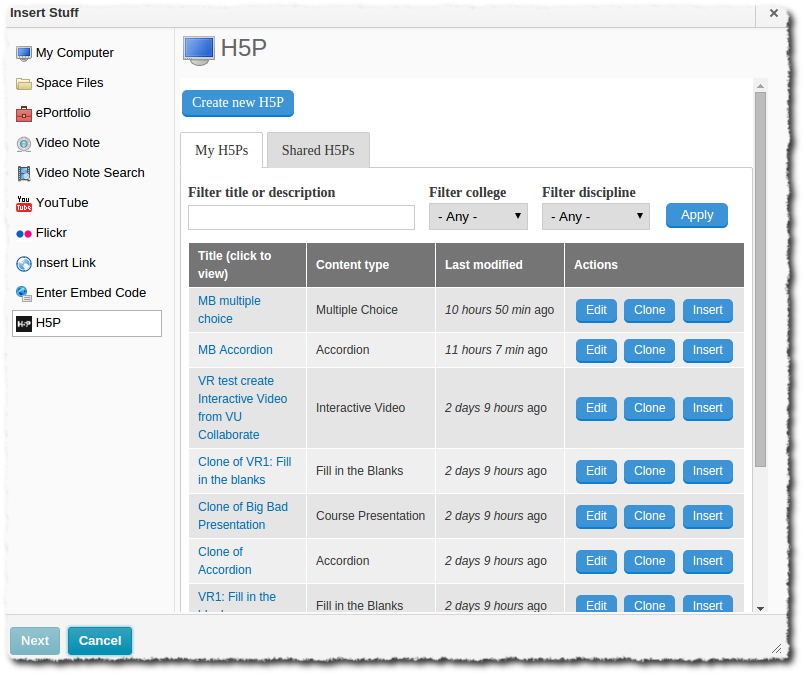 Insert Stuff
×
My Computer
Space Files
ePortfolio
Video Note
Video Note Search
You Tube YouTube
Flickr
Insert Link
Enter Embed Code
H5P H5P
H5P
Create new H5P
My H5Ps
Shared H5Ps
Filter title or description
Filter college
- Any -
Filter discipline
- Any -
Apply
Title (click to
view)
Content type
Last modified
Actions
MB multiple
choice
Multiple Choice
10 hours 50 min ago
Edit Clone Insert
MB Accordion
Accordion
11 hours 7 min ago
Edit Clone Insert
VR test create
Interactive Video
from VU
Collaborate
Interactive Video
2 days 9 hours ago
Edit Clone Insert
Clone of VR1: Fill
in the blanks
Fill in the Blanks
2 days 9 hours ago
Edit Clone Insert
Clone of Big Bad
Presentation
Course Presentation
2 days 9 hours ago
Edit Clone Insert
Clone of
Accordion
Accordion
2 days 9 hours ago
Edit Clone Insert
VR1: Fill in the
Fill in the Blanks
2 days 9 hours ago
Edit Clone Insert
Next
Cancel